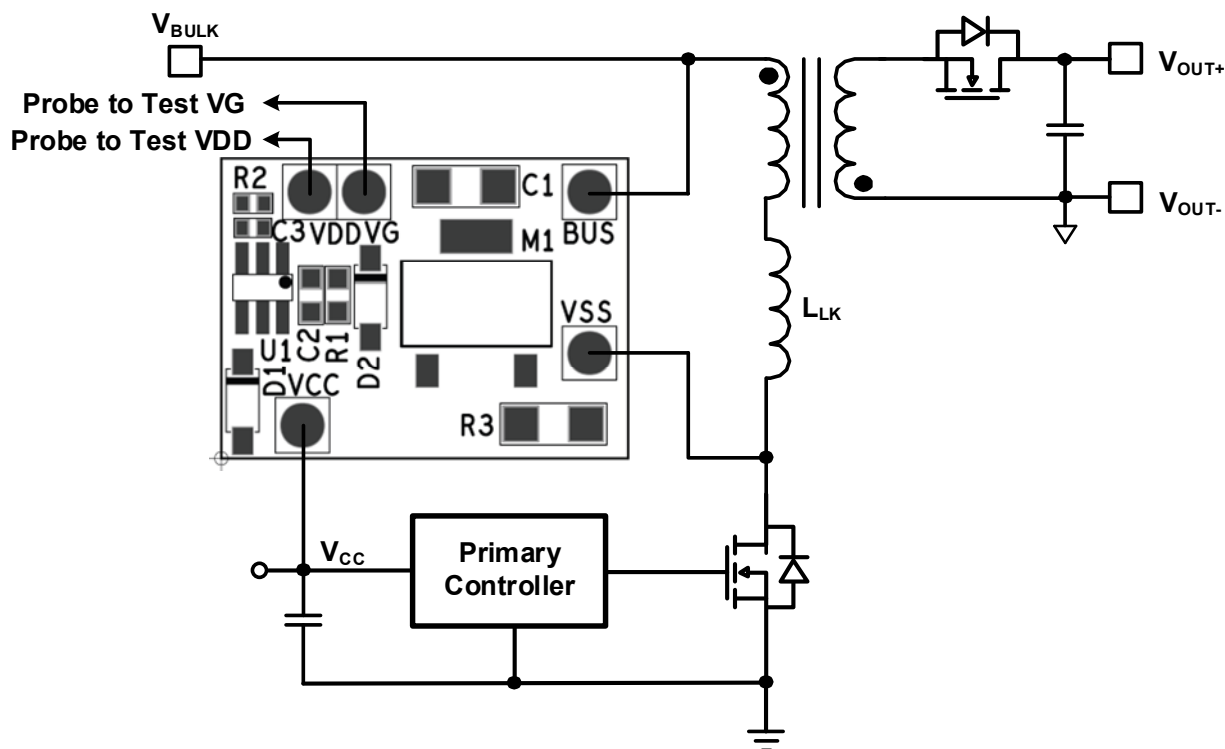 VBULK
Probe to Test VG
Probe to Test VDD
VOUT+
VOUT-
R2
C1
C3
VDD
VG
BUS
M1
VSS
LLK
U1
C2
R1
D2
D1
VCC
R3
VCC
Primary
Controller